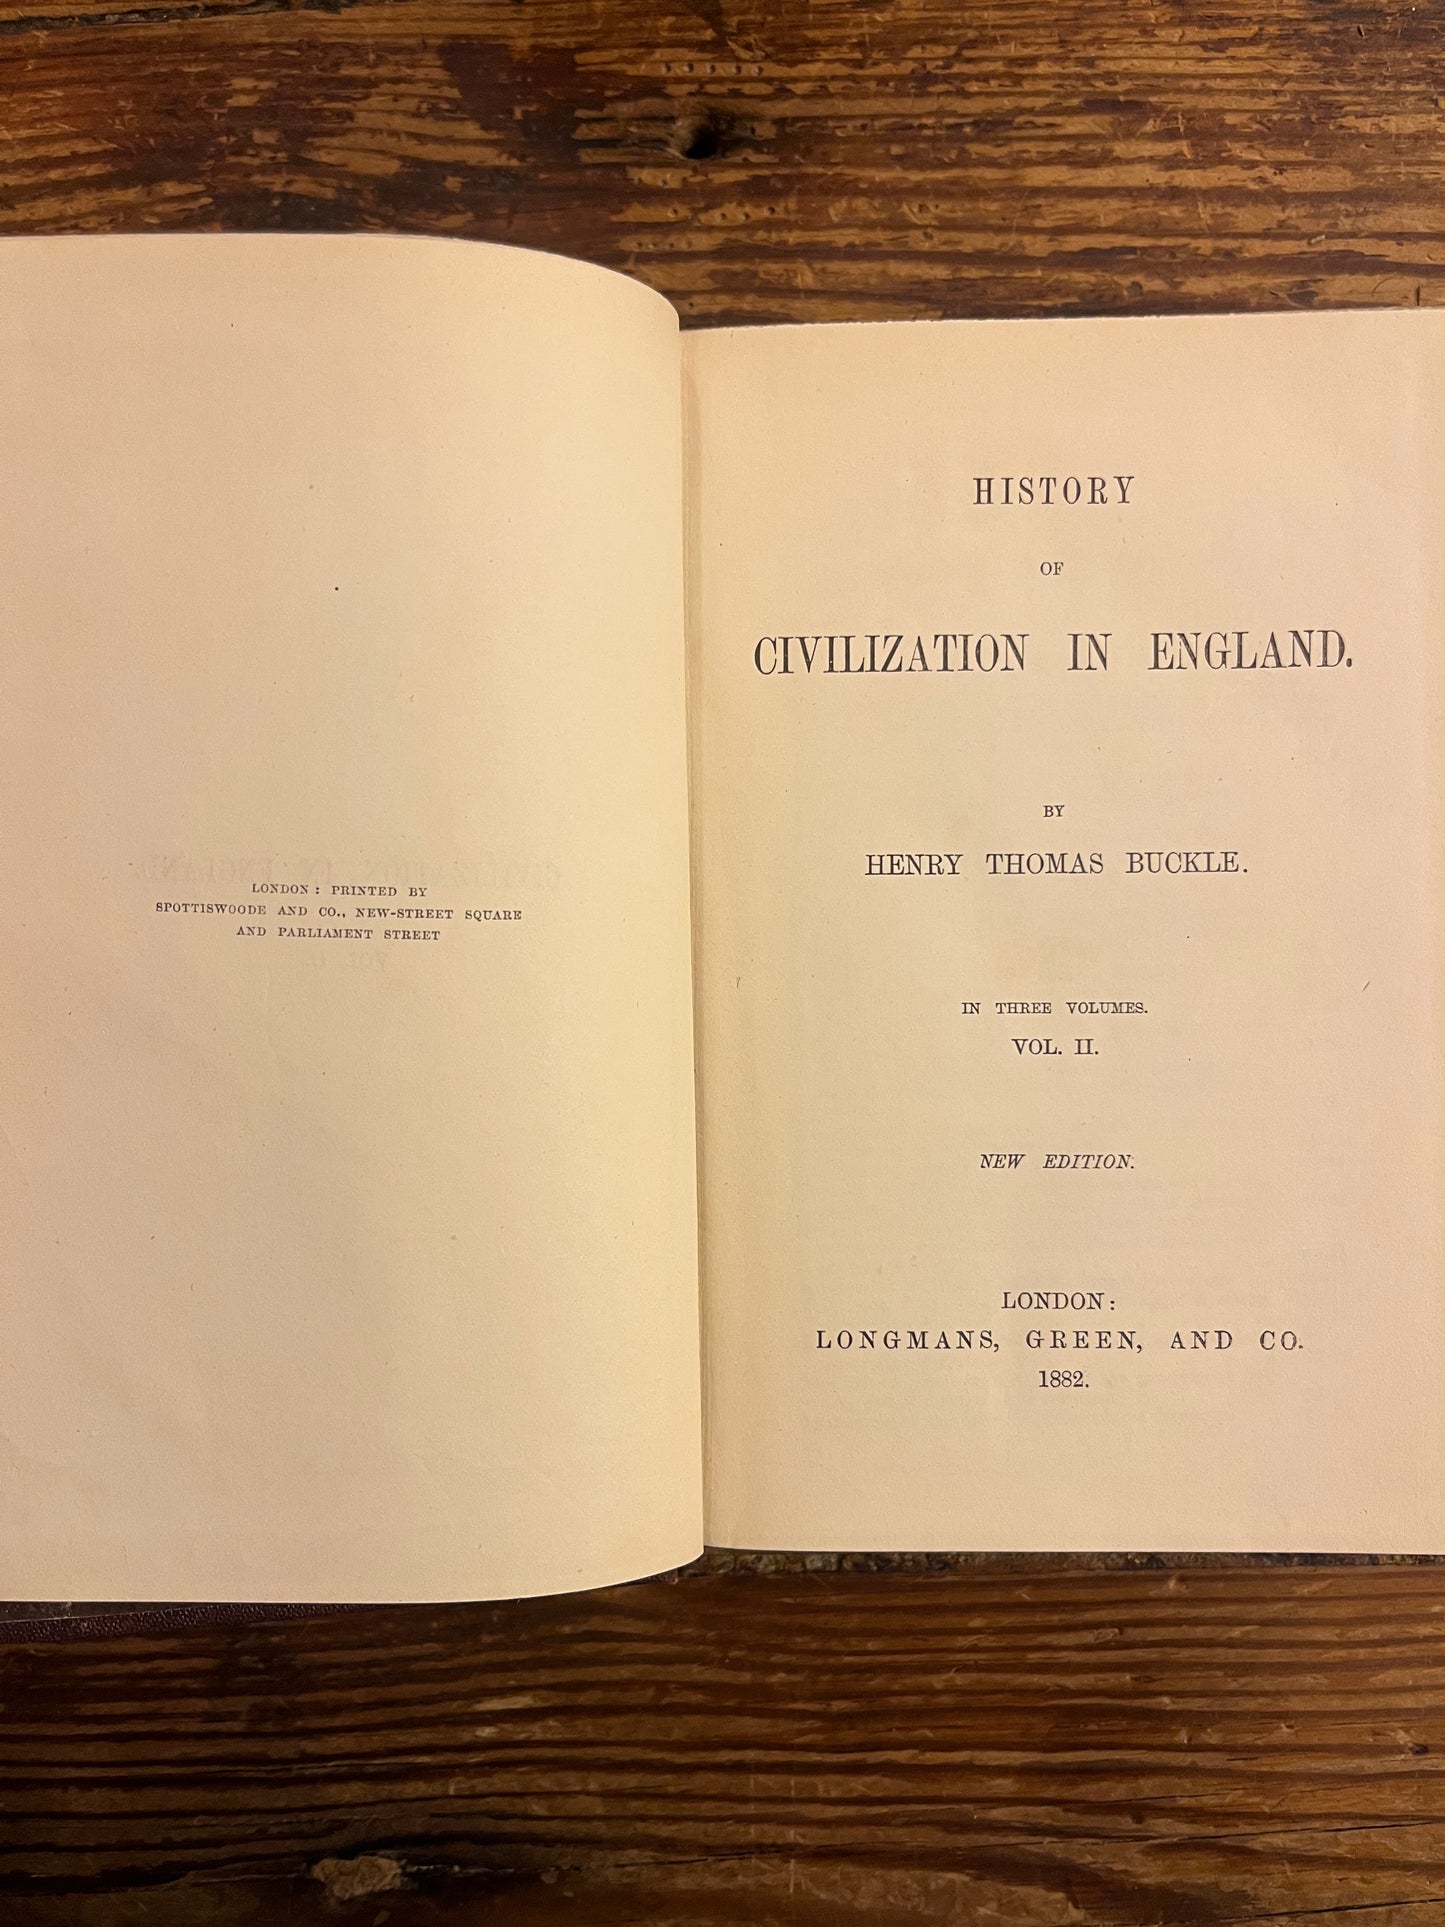 LONDON : PRINTED BY
SPOTTISWOODE AND CO., NEW-STREET SQUARE
AND PARLIAMENT STREET
HISTORY
OF
CIVILIZATION IN ENGLAND.
BY
HENRY THOMAS BUCKLE.
IN THREE VOLUMES.
VOL. II.
NEW EDITION.
LONDON :
LONGMANS, GREEN, AND CO.
1882.